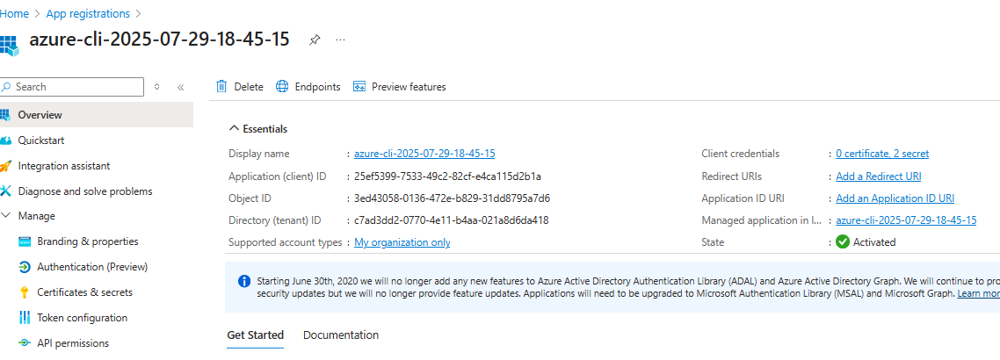 Home > App registrations >
azure-cli-2025-07-29-18-45-15
Search
Overview
Quickstart
Integration assistant
Diagnose and solve problems
Manage
Branding & properties
Authentication (Preview)
Certificates & secrets
Token configuration
API permissions
Delete Endpoints Preview features
Essentials
Display name : azure-cli-2025-07-29-18-45-15
Application (client) ID : 25ef5399-7533-49c2-82cf-e4ca115d2b1a
Object ID : 3ed43058-0136-472e-b829-31dd8795a7d6
Directory (tenant) ID : c7ad3dd2-0770-4e11-b4aa-021a8d6da418
Supported account types : My organization only
Client credentials : 0 certificate, 2 secret
Redirect URIs : Add a Redirect URI
Application ID URI : Add an Application ID URI
Managed application in l... : azure-cli-2025-07-29-18-45-15
State : Activated
Starting June 30th, 2020 we will no longer add any new features to Azure Active Directory Authentication Library (ADAL) and Azure Active Directory Graph. We will continue to pro
security updates but we will no longer provide feature updates. Applications will need to be upgraded to Microsoft Authentication Library (MSAL) and Microsoft Graph. Learn mor
Get Started Documentation